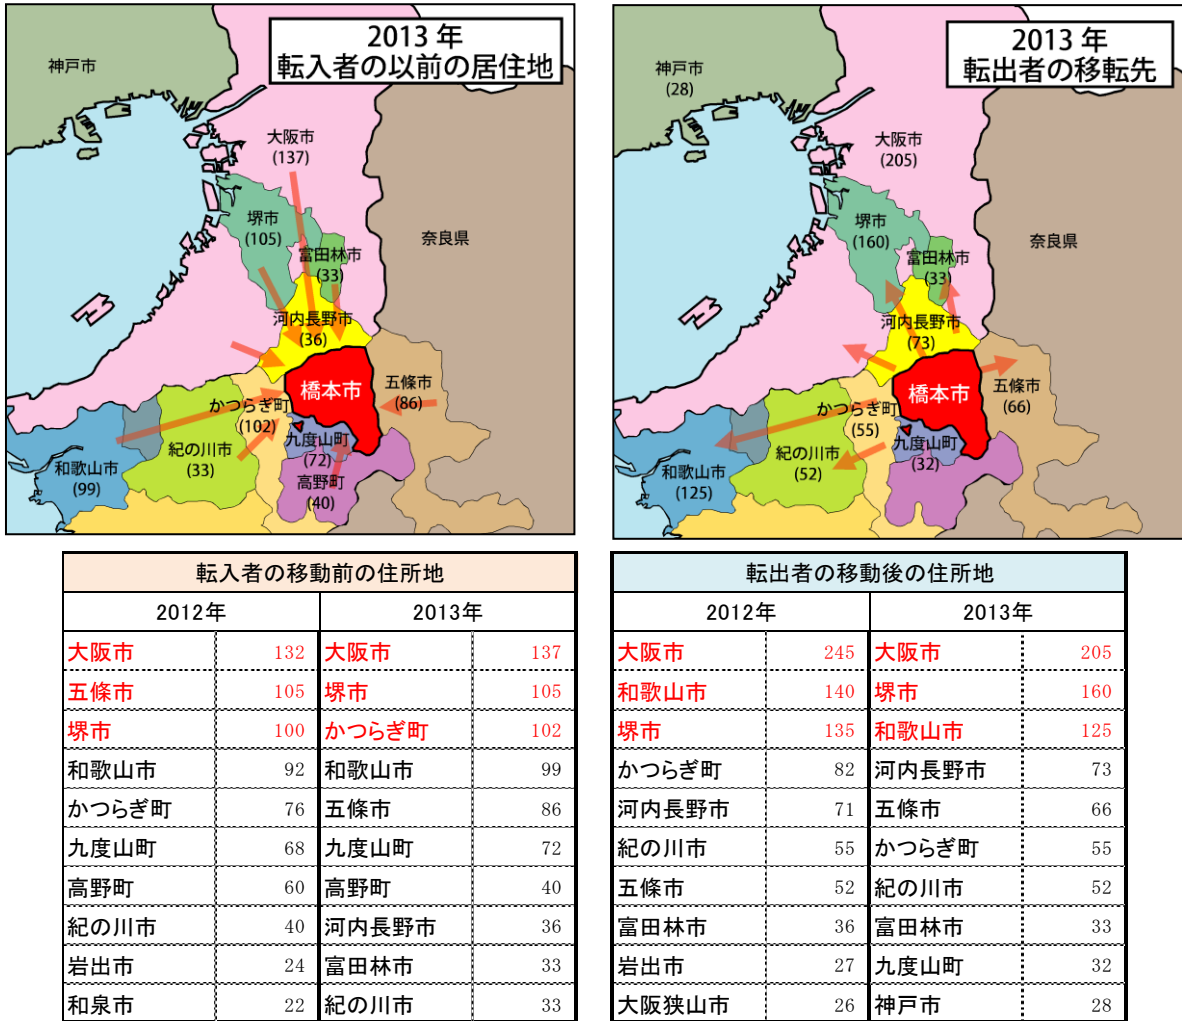 2013 年
転入者の以前の居住地
神戸市
大阪市
(137)
堺市
(105)
富田林市
(33)
奈良県
河内長野市
(36)
橋本市
五條市
(86)
かつらぎ町
(102)
九度山町
(72)
紀の川市
(33)
高野町
(40)
和歌山市
(99)
2013 年
転出者の移転先
神戸市
(28)
大阪市
(205)
堺市
(160)
富田林市
(33)
奈良県
河内長野市
(73)
橋本市
五條市
(66)
かつらぎ町
(55)
九度山町
(32)
紀の川市
(52)
和歌山市
(125)
転入者の移動前の住所地
2012年 2013年
大阪市 132 大阪市 137
五條市 105 堺市 105
堺市 100 かつらぎ町 102
和歌山市 92 和歌山市 99
かつらぎ町 76 五條市 86
九度山町 68 九度山町 72
高野町 60 高野町 40
紀の川市 40 河内長野市 36
岩出市 24 富田林市 33
和泉市 22 紀の川市 33
転出者の移動後の住所地
2012年 2013年
大阪市 245 大阪市 205
和歌山市 140 堺市 160
堺市 135 和歌山市 125
かつらぎ町 82 河内長野市 73
河内長野市 71 五條市 66
紀の川市 55 かつらぎ町 55
五條市 52 紀の川市 52
富田林市 36 富田林市 33
岩出市 27 九度山町 32
大阪狭山市 26 神戸市 28